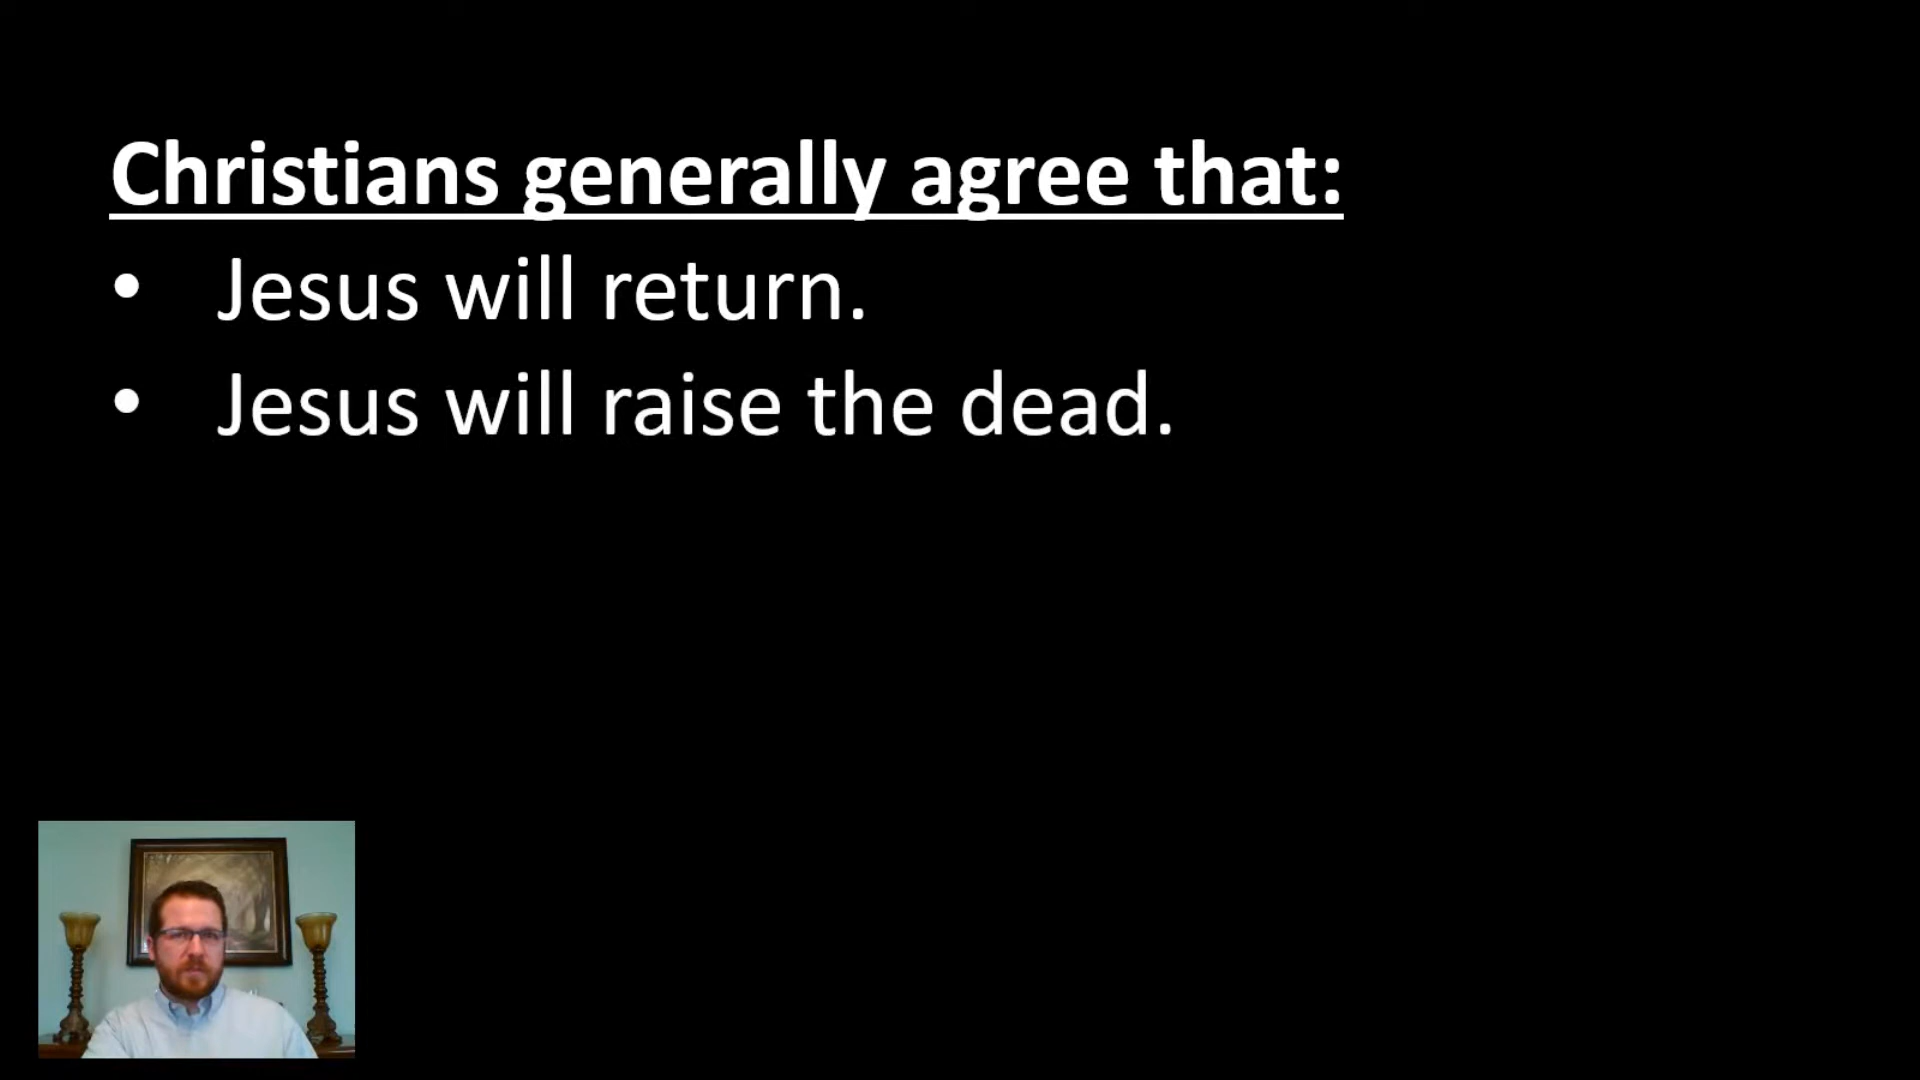 Christians generally agree that:
• Jesus will return.
• Jesus will raise the dead.